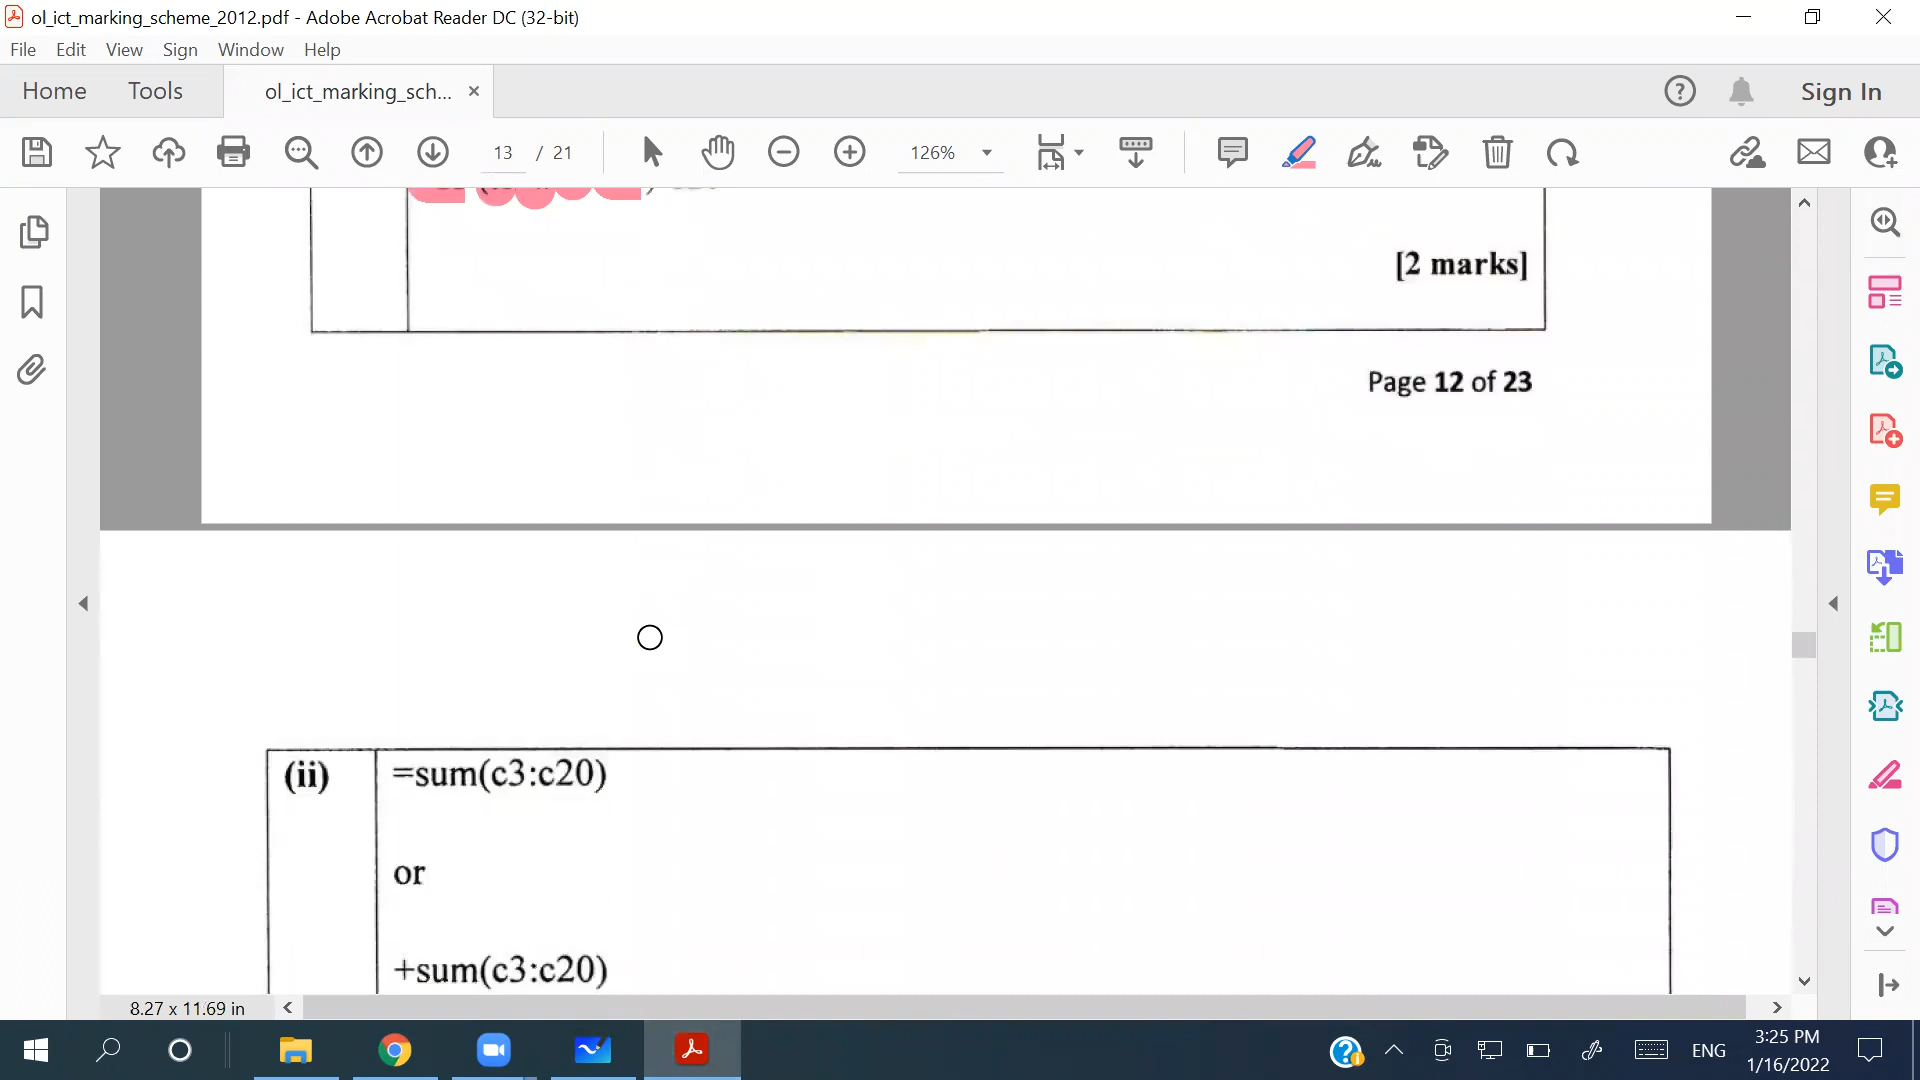 ol_ict_marking_scheme_2012.pdf - Adobe Acrobat Reader DC (32-bit)
File Edit View Sign Window Help
Home Tools ol_ict_marking_sch... Sign In
13 / 21 126%
[2 marks]
Page 12 of 23
(ii) =sum(c3:c20)
or
+sum(c3:c20)
8.27 x 11.69 in
ENG 3:25 PM
1/16/2022